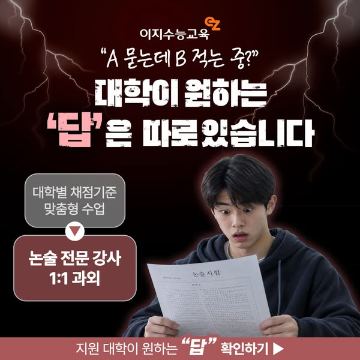 이지수능교육 ez
“A 묻는데 B 적는 중?”
대학이 원하는
‘답’은 따로 있습니다
대학별 채점기준
맞춤형 수업
논술 전문 강사
1:1 과외
논술시험
지원 대학이 원하는 “답” 확인하기 ▶